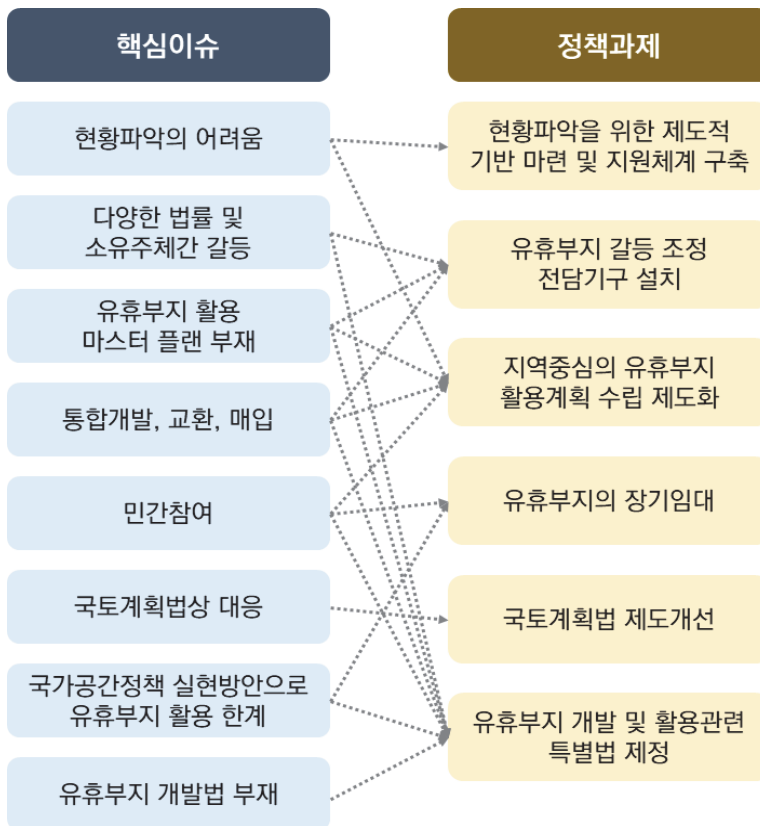 핵심이슈
현황파악의 어려움
다양한 법률 및
소유주체간 갈등
유휴부지 활용
마스터 플랜 부재
통합개발, 교환, 매입
민간참여
국토계획법상 대응
국가공간정책 실현방안으로
유휴부지 활용 한계
유휴부지 개발법 부재
정책과제
현황파악을 위한 제도적
기반 마련 및 지원체계 구축
유휴부지 갈등 조정
전담기구 설치
지역중심의 유휴부지
활용계획 수립 제도화
유휴부지의 장기임대
국토계획법 제도개선
유휴부지 개발 및 활용관련
특별법 제정